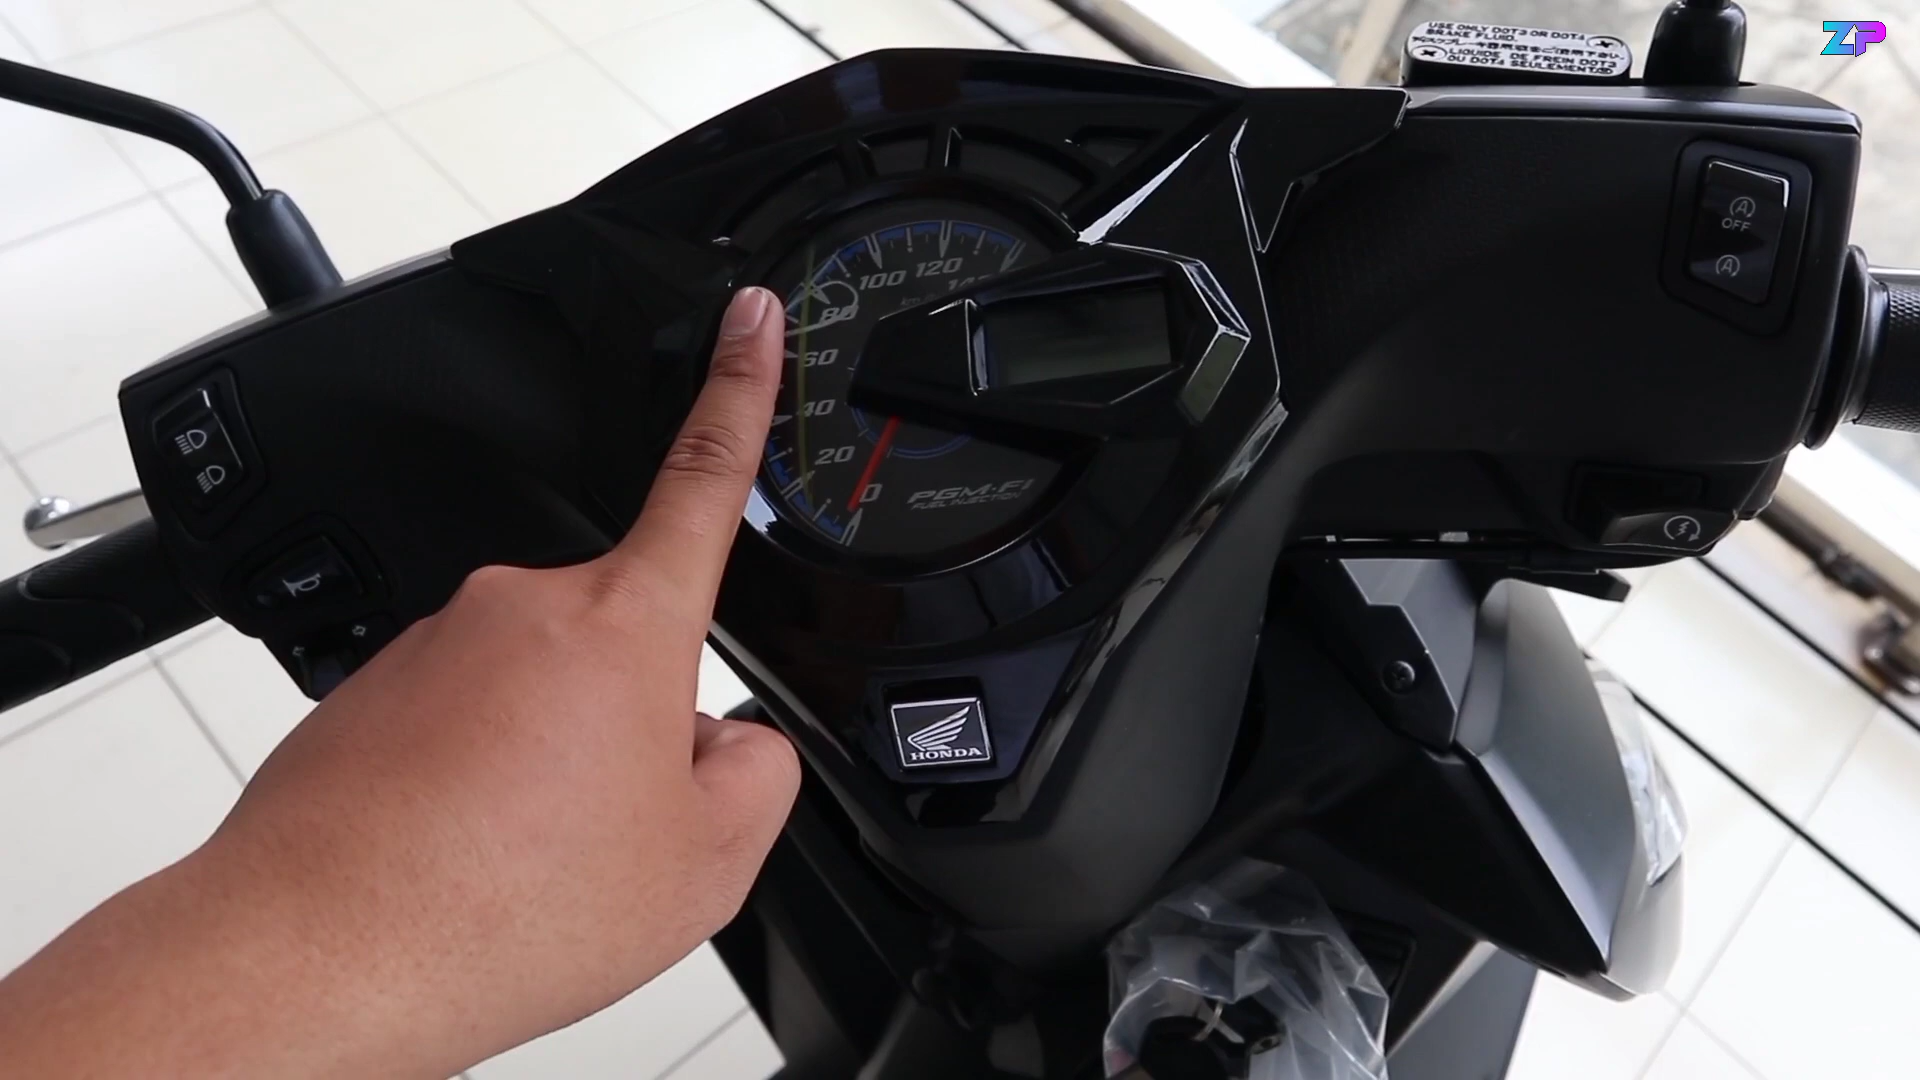 USE ONLY DOT3 OR DOT4
BRAKE FLUID.
LIQUIDE DE FREIN DOT3
OU DOT4 SEULEMENT
ZP
A
OFF
A
100 120
80
60
40
20
0
PGM-FI
FUEL INJECTION
HONDA